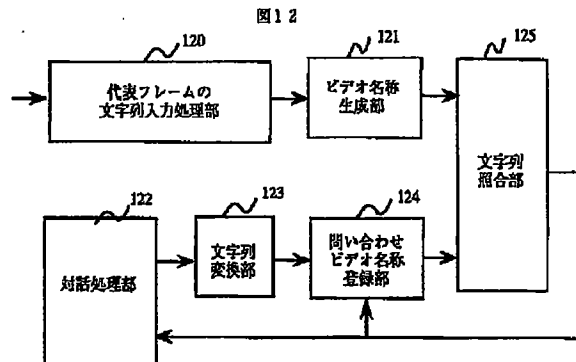 図12
120
代表フレームの
文字列入力処理部
121
ビデオ名称
生成部
125
文字列
照合部
122
対話処理部
123
文字列
変換部
124
問い合わせ
ビデオ名称
登録部